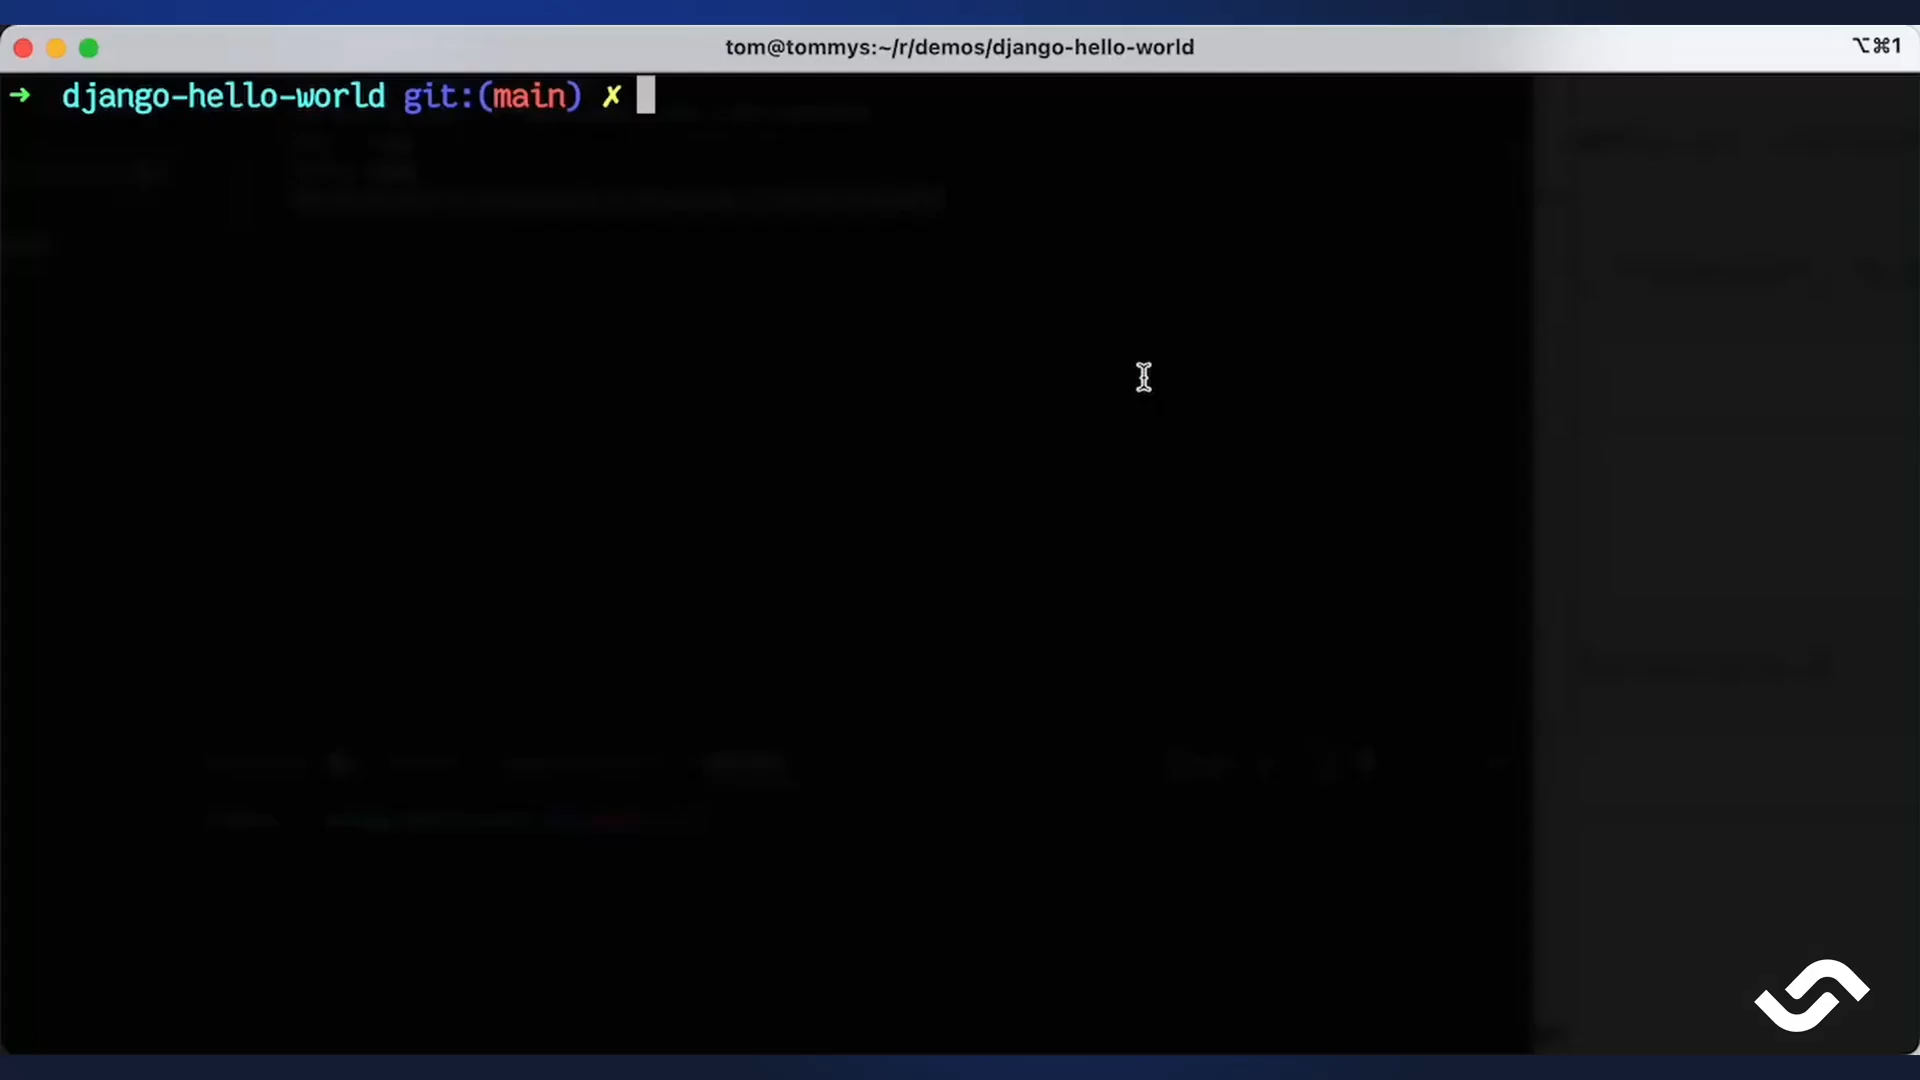 tom@tommys:~/r/demos/django-hello-world
⌥⌘1
→ django-hello-world git:(main) ✗